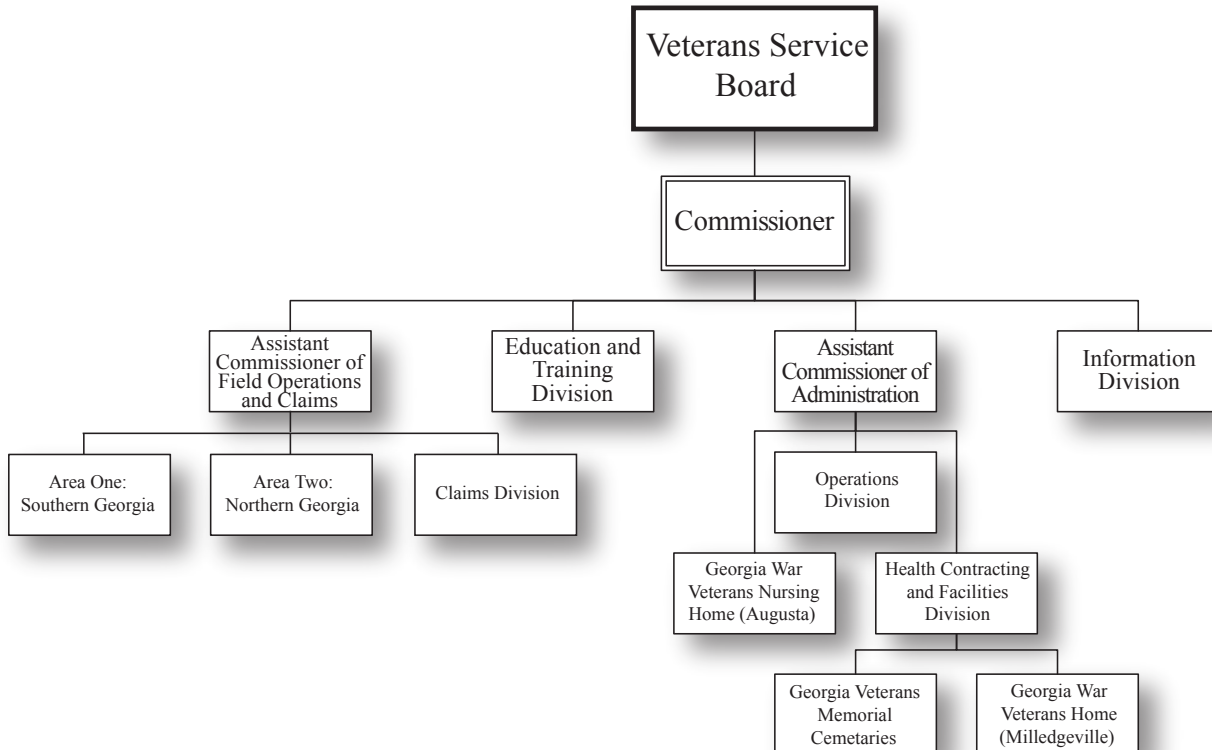 Veterans Service
Board
Commissioner
Assistant
Commissioner of
Field Operations
and Claims
Education and
Training
Division
Assistant
Commissioner of
Administration
Information
Division
Area One:
Southern Georgia
Area Two:
Northern Georgia
Claims Division
Operations
Division
Georgia War
Veterans Nursing
Home (Augusta)
Health Contracting
and Facilities
Division
Georgia Veterans
Memorial
Cemetaries
Georgia War
Veterans Home
(Milledgeville)